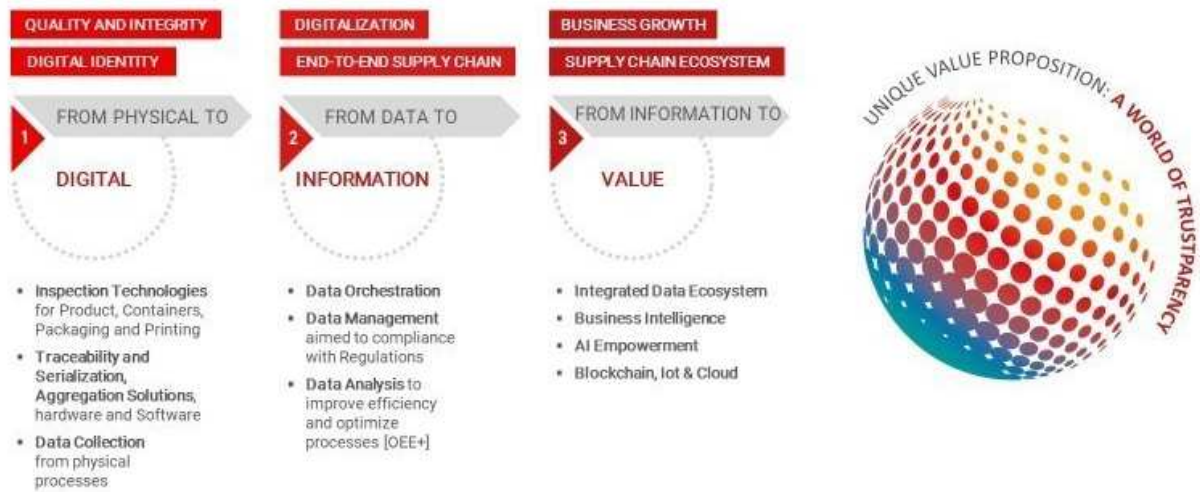 QUALITY AND INTEGRITY
DIGITAL IDENTITY
1
FROM PHYSICAL TO
DIGITAL
• Inspection Technologies
for Product, Containers,
Packaging and Printing
• Traceability and
Serialization,
Aggregation Solutions,
hardware and Software
• Data Collection
from physical
processes
DIGITALIZATION
END-TO-END SUPPLY CHAIN
2
FROM DATA TO
INFORMATION
• Data Orchestration
• Data Management
aimed to compliance
with Regulations
• Data Analysis to
improve efficiency
and optimize
processes [OEE+]
BUSINESS GROWTH
SUPPLY CHAIN ECOSYSTEM
3
FROM INFORMATION TO
VALUE
• Integrated Data Ecosystem
• Business Intelligence
• AI Empowerment
• Blockchain, Iot & Cloud
UNIQUE VALUE PROPOSITION: A WORLD OF TRUSTPARENCY